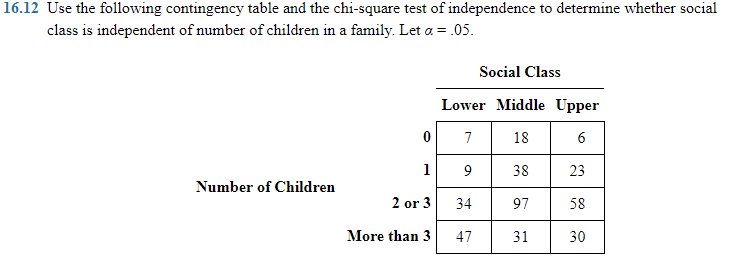 16.12 Use the following contingency table and the chi-square test of independence to determine whether social
class is independent of number of children in a family. Let α = .05.
Social Class
Lower Middle Upper
0 7 18 6
1 9 38 23
Number of Children
2 or 3 34 97 58
More than 3 47 31 30